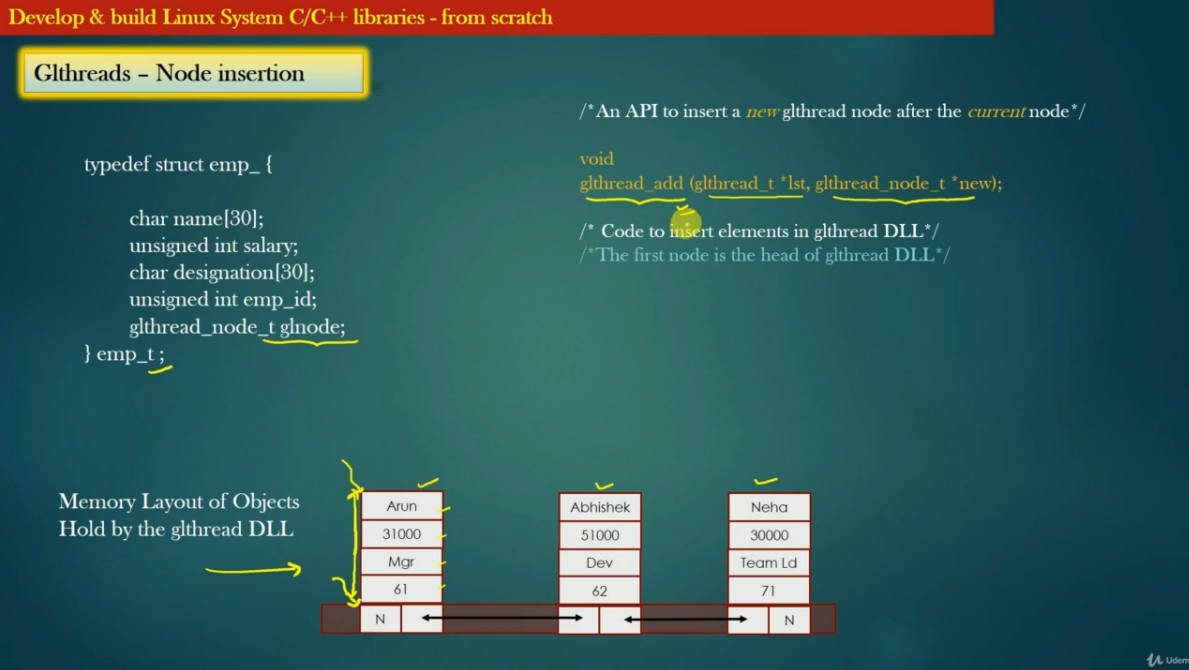 Develop & build Linux System C/C++ libraries - from scratch
Glthreads – Node insertion
typedef struct emp_ {
char name[30];
unsigned int salary;
char designation[30];
unsigned int emp_id;
glthread_node_t glnode;
} emp_t ;
/*An API to insert a new glthread node after the current node*/
void
glthread_add (glthread_t *lst, glthread_node_t *new);
/* Code to insert elements in glthread DLL*/
/*The first node is the head of glthread DLL*/
Memory Layout of Objects
Hold by the glthread DLL
Arun
31000
Mgr
61
N
Abhishek
51000
Dev
62
Neha
30000
Team Ld
71
N
Udem